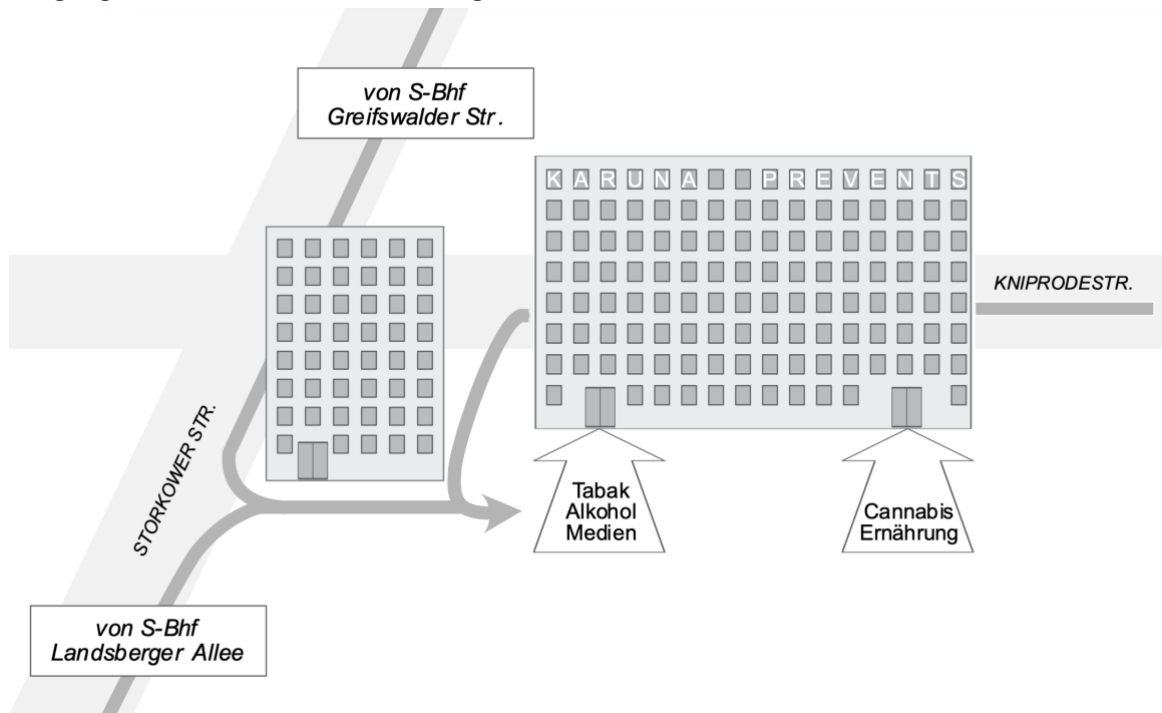 von S-Bhf
Greifswalder Str.
KARUNA PREVENTS
KNIPRODESTR.
STORKOWER STR.
Tabak
Alkohol
Medien
Cannabis
Ernährung
von S-Bhf
Landsberger Allee